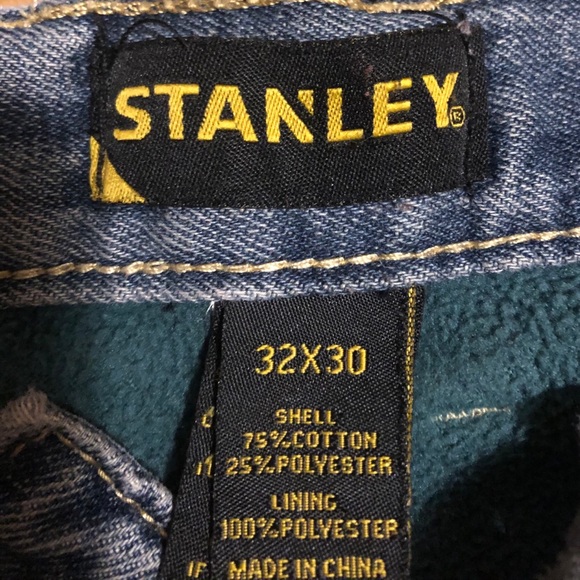 STANLEY®
32X30
SHELL
75%COTTON
25%POLYESTER
LINING
100%POLYESTER
MADE IN CHINA